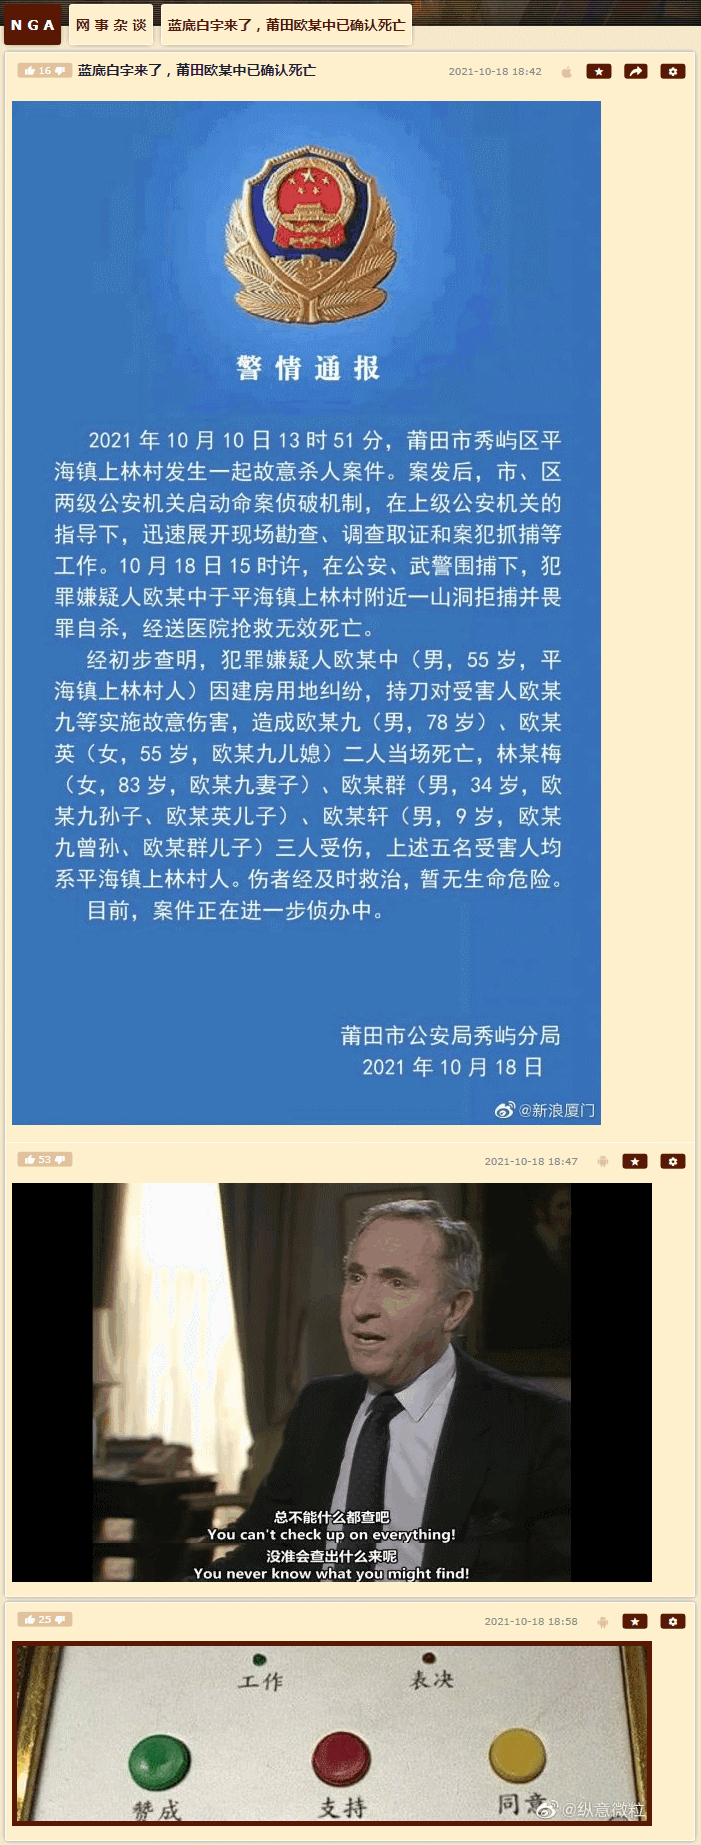 NGA 网事杂谈 蓝底白字来了，莆田欧某中已确认死亡
16 蓝底白字来了，莆田欧某中已确认死亡 2021-10-18 18:42
警情通报
2021 年 10 月 10 日 13 时 51 分，莆田市秀屿区平
海镇上林村发生一起故意杀人案件。案发后，市、区
两级公安机关启动命案侦破机制，在上级公安机关的
指导下，迅速展开现场勘查、调查取证和案犯抓捕等
工作。10 月 18 日 15 时许，在公安、武警围捕下，犯
罪嫌疑人欧某中于平海镇上林村附近一山洞拒捕并畏
罪自杀，经送医院抢救无效死亡。
经初步查明，犯罪嫌疑人欧某中（男，55 岁，平
海镇上林村人）因建房用地纠纷，持刀对受害人欧某
九等实施故意伤害，造成欧某九（男，78 岁）、欧某
英（女，55 岁，欧某九儿媳）二人当场死亡，林某梅
（女，83 岁，欧某九妻子）、欧某群（男，34 岁，欧
某九孙子、欧某英儿子）、欧某轩（男，9 岁，欧某
九曾孙、欧某群儿子）三人受伤，上述五名受害人均
系平海镇上林村人。伤者经及时救治，暂无生命危险。
目前，案件正在进一步侦办中。
莆田市公安局秀屿分局
2021 年 10 月 18 日
@新浪厦门
53 2021-10-18 18:47
总不能什么都查吧
You can't check up on everything!
没准会查出什么来呢
You never know what you might find!
25 2021-10-18 18:58
工作 表决
赞成 支持 同意
@纵意微粒